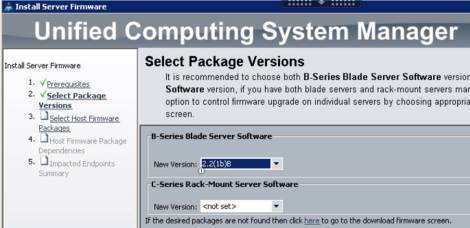 Install Server Firmware
Unified Computing System Manager
Install Server Firmware
1. Prerequisites
2. Select Package
Versions
3. Select Host Firmware
Packages
4. Host Firmware Package
Dependencies
5. Impacted Endpoints
Summary
Select Package Versions
It is recommended to choose both B-Series Blade Server Software version
Software version, if you have both blade servers and rack-mount servers mar
option to control firmware upgrade on individual servers by choosing appropria
screen.
B-Series Blade Server Software
New Version: 2.2(1b)B
C-Series Rack-Mount Server Software
New Version: <not set>
If the desired packages are not found then click here to go to the download firmware screen.